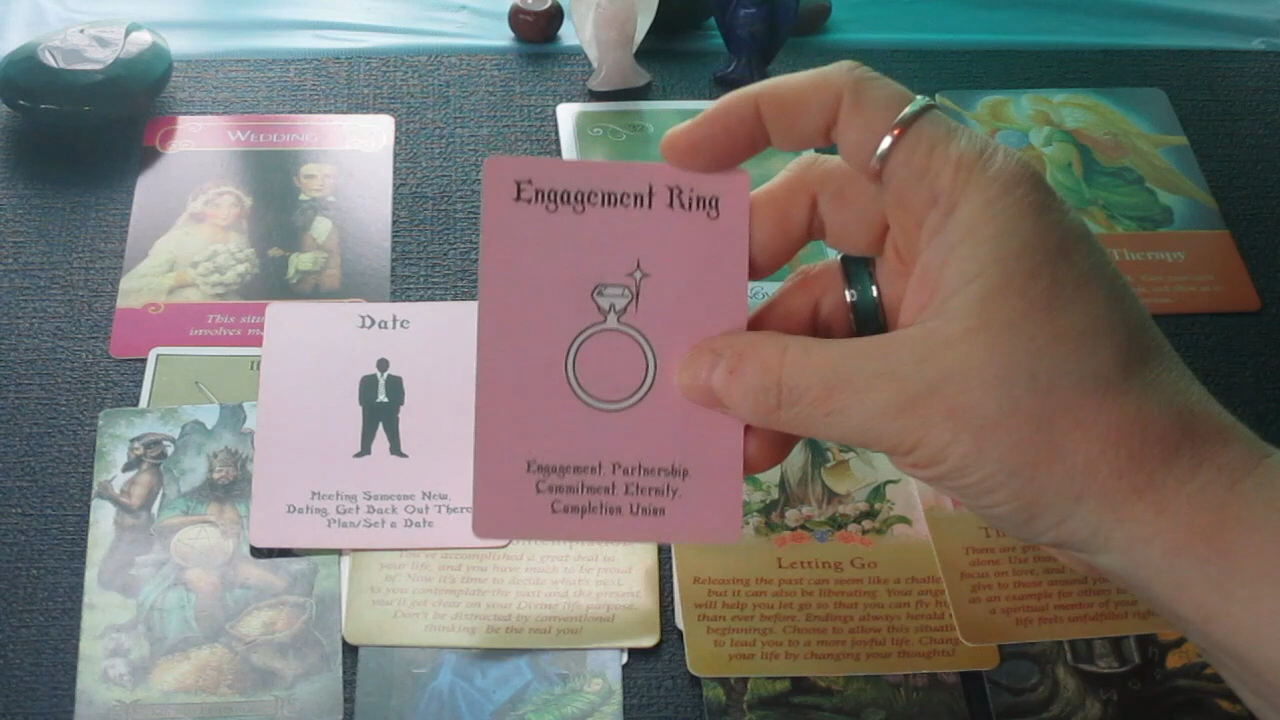 WEDDING
This situ
involves m
Date
Meeting Someone New,
Dating, Get Back Out There
Plan/Set a Date
Engagement Ring
Engagement, Partnership,
Commitment, Eternity,
Completion, Union
Therapy
You've accomplished a great deal in
your life, and you have much to be proud
of. Now it's time to decide what's next.
As you contemplate the past and the present,
you'll get clear on your Divine life purpose.
Don't be distracted by conventional
thinking. Be the real you!
Letting Go
Releasing the past can seem like a challe
but it can also be liberating. Your ange
will help you let go so that you can fly hi
than ever before. Endings always herald
beginnings. Choose to allow this situati
to lead you to a more joyful life. Chang
your life by changing your thoughts!
There are
alone. Use
focus on love, and
give to those around yo
as an example for others to
a spiritual mentor of your
life feels unfulfilled